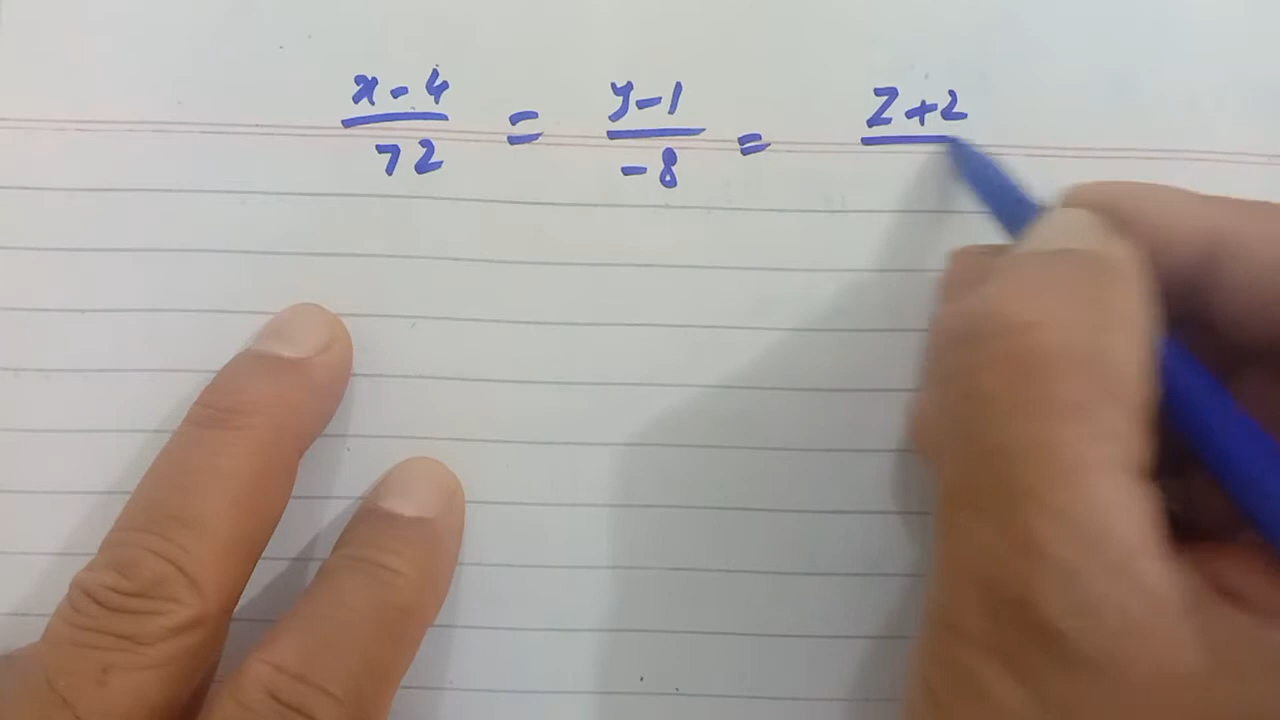 x-4 = y-1 = z+2
72 -8